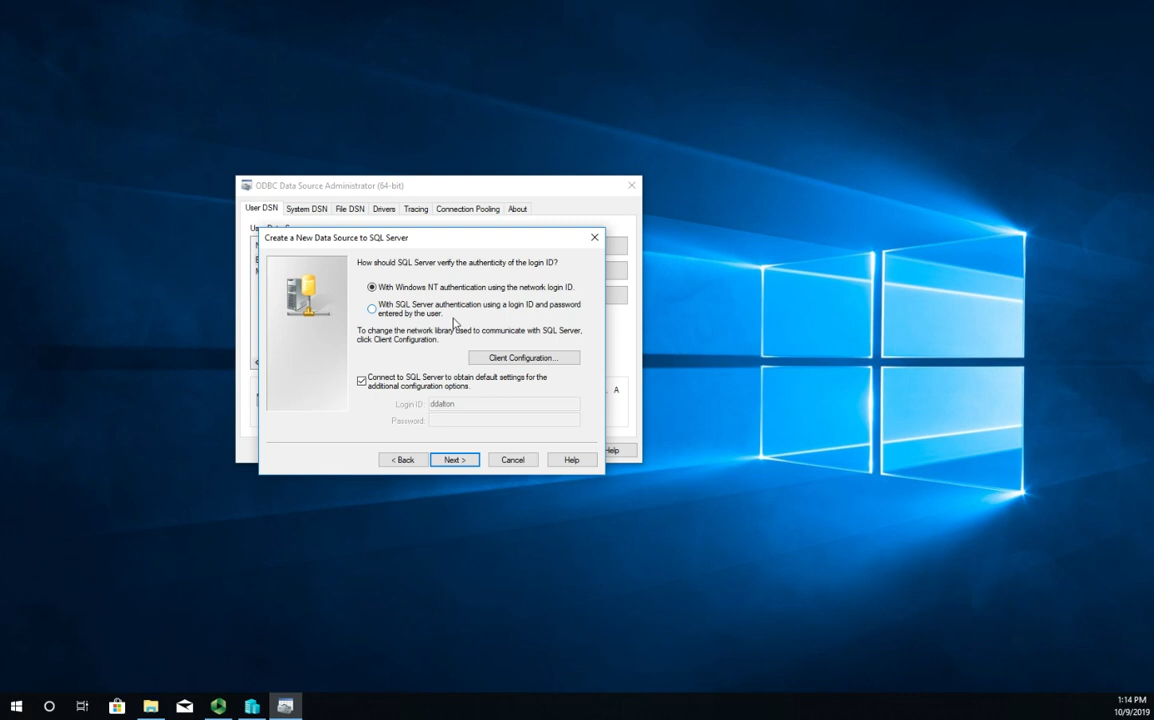 ODBC Data Source Administrator (64-bit)
User DSN System DSN File DSN Drivers Tracing Connection Pooling About
Create a New Data Source to SQL Server
How should SQL Server verify the authenticity of the login ID?
With Windows NT authentication using the network login ID.
With SQL Server authentication using a login ID and password
entered by the user.
To change the network library used to communicate with SQL Server,
click Client Configuration.
Client Configuration...
Connect to SQL Server to obtain default settings for the
additional configuration options.
Login ID: ddalton
Password:
< Back Next > Cancel Help
1:14 PM
10/9/2019